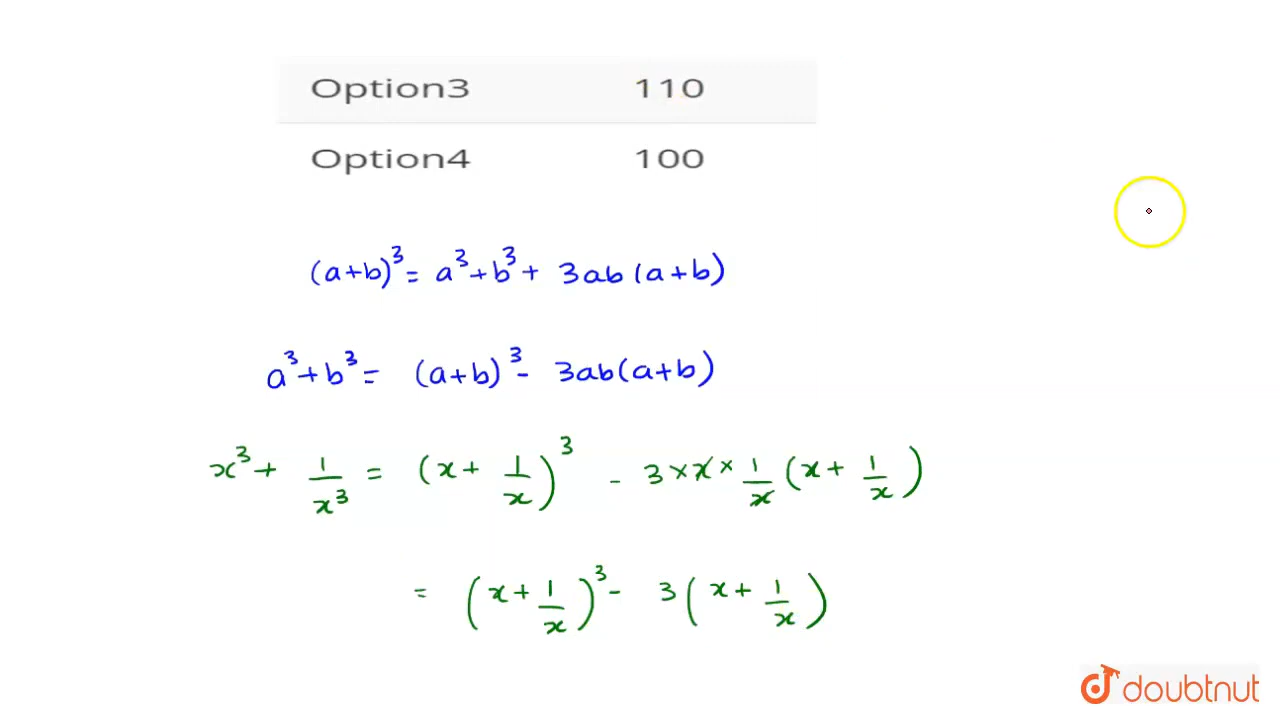 Option3 110
Option4 100
(a+b)³ = a³+b³+ 3ab(a+b)
a³+b³ = (a+b)³ - 3ab(a+b)
x³+ 1/x³ = (x+ 1/x)³ - 3×x×1/x (x+ 1/x)
= (x+ 1/x)³ - 3(x+ 1/x)
doubtnut